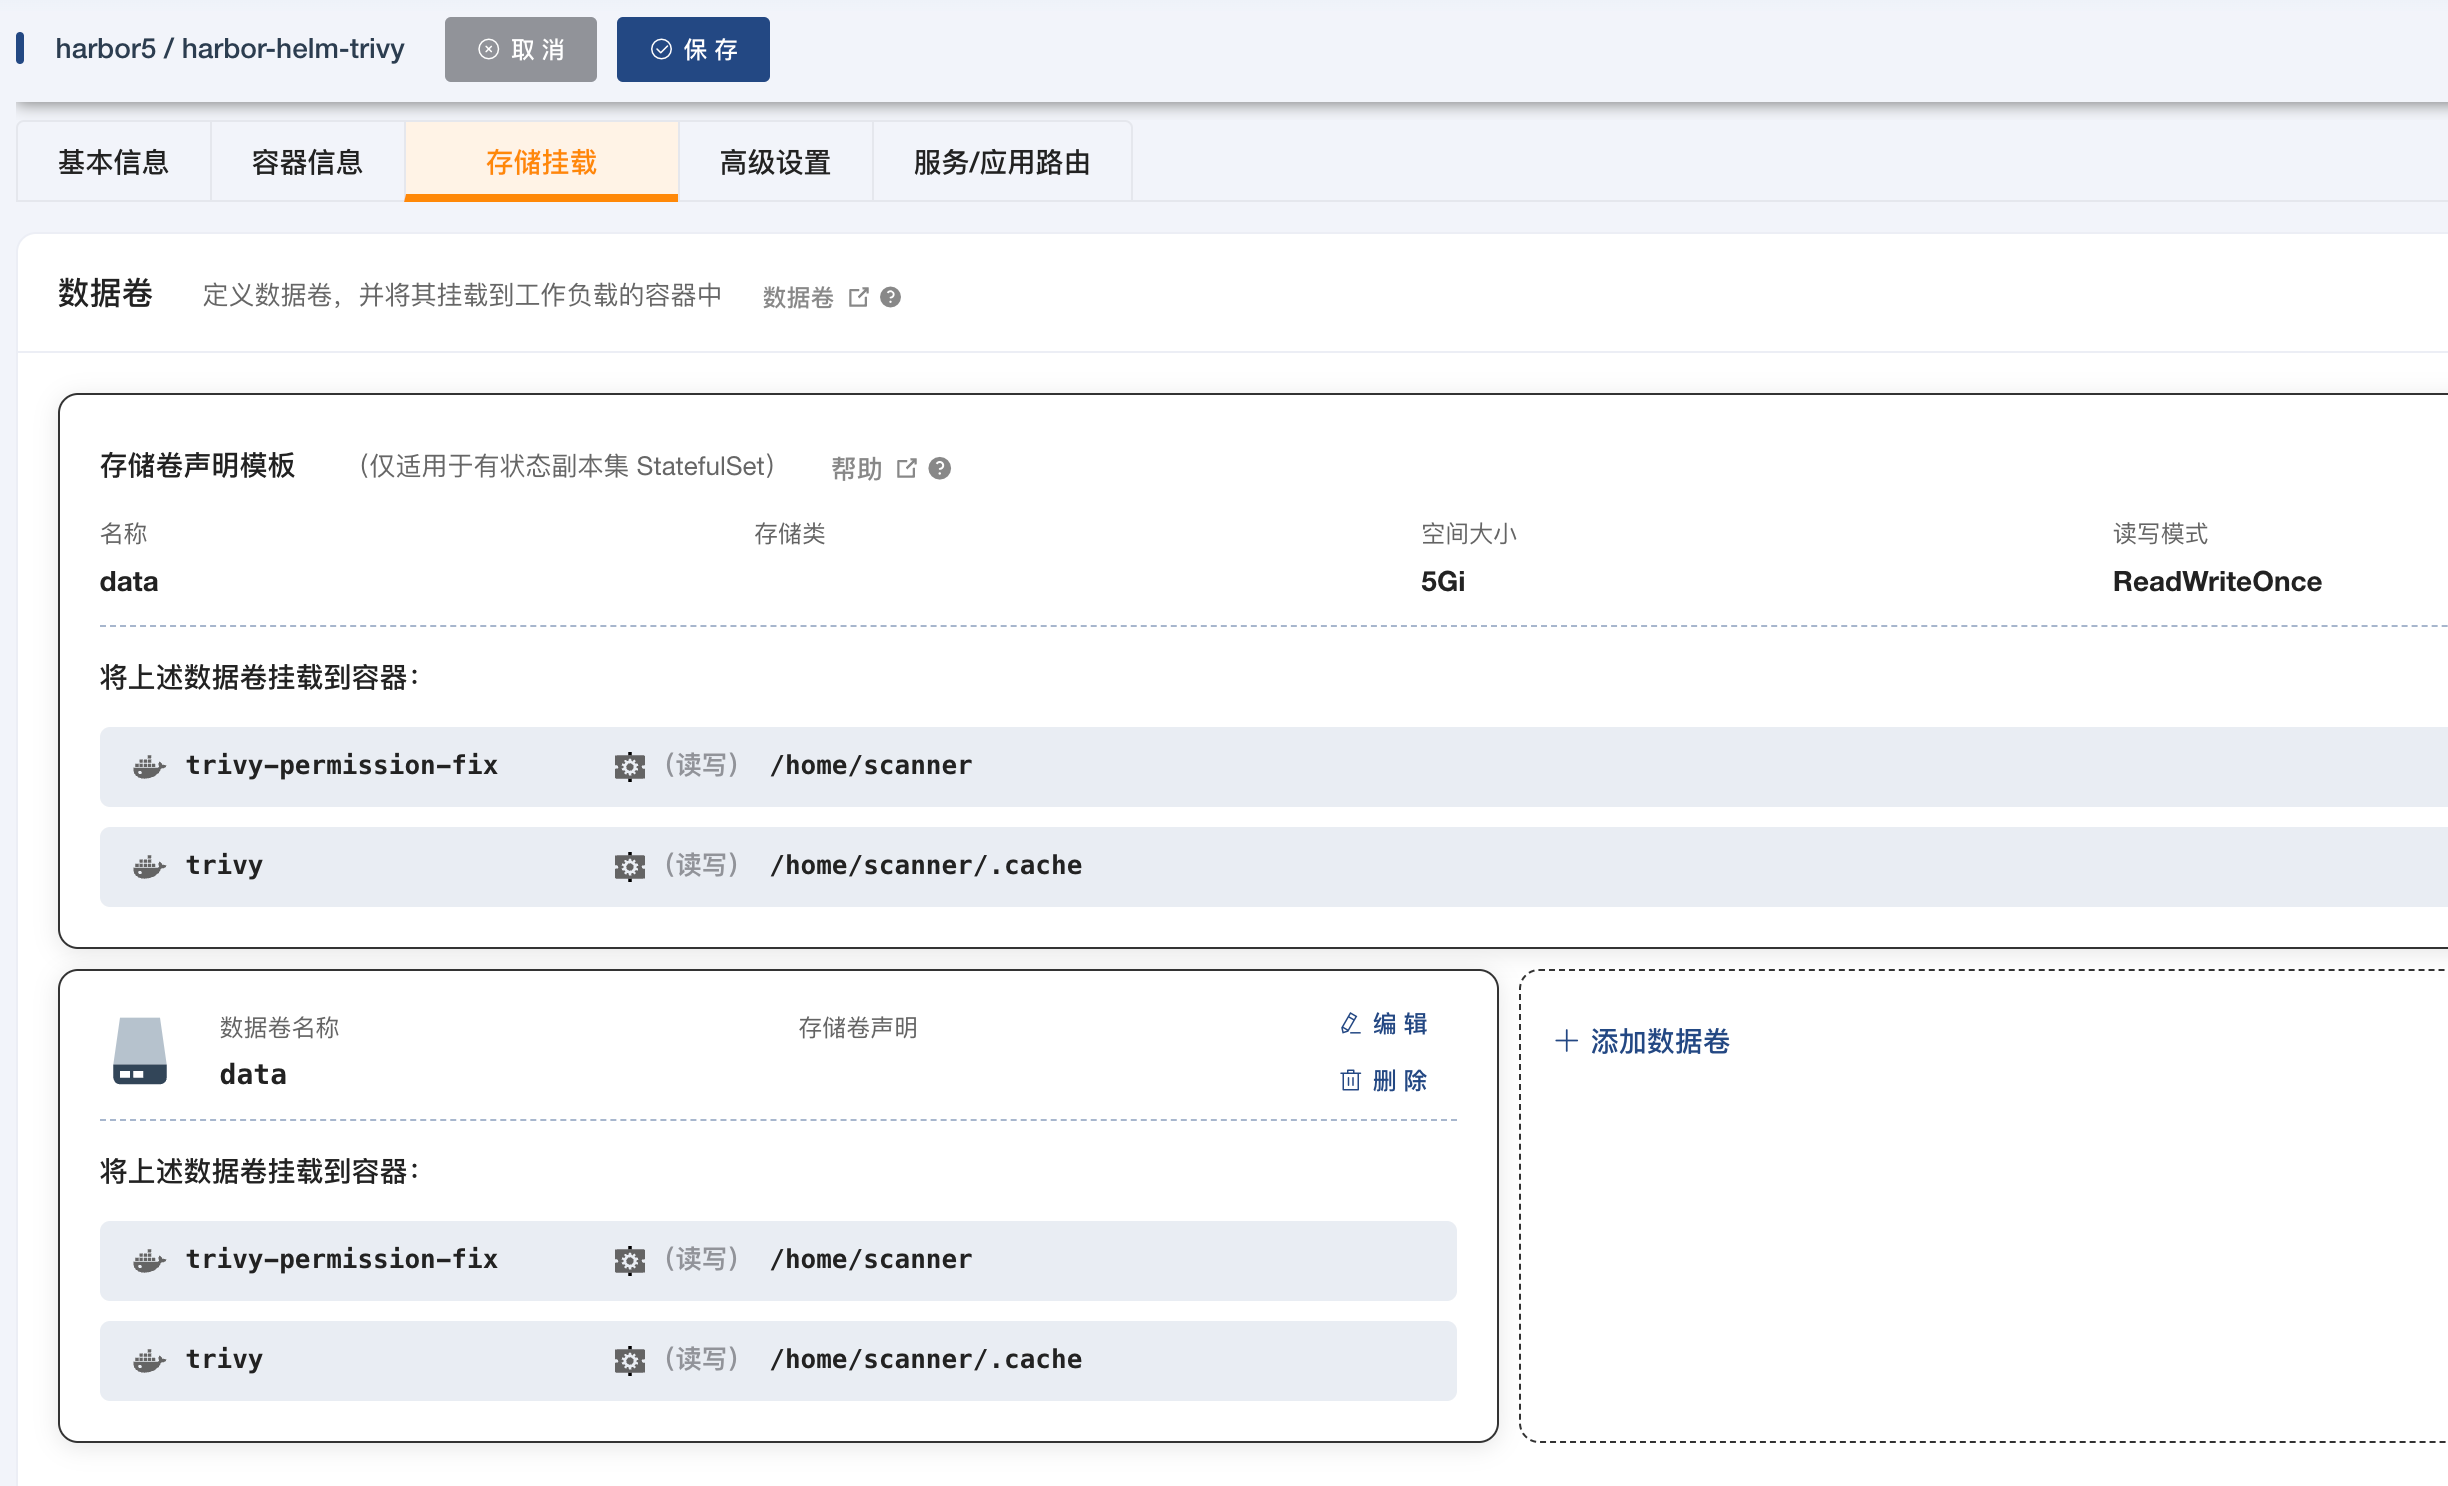 harbor5 / harbor-helm-trivy 取 消 保 存
基本信息 容器信息 存储挂载 高级设置 服务/应用路由
数据卷 定义数据卷，并将其挂载到工作负载的容器中 数据卷
存储卷声明模板 （仅适用于有状态副本集 StatefulSet） 帮助
名称 存储类 空间大小 读写模式
data 5Gi ReadWriteOnce
将上述数据卷挂载到容器：
trivy-permission-fix （读写） /home/scanner
trivy （读写） /home/scanner/.cache
数据卷名称 存储卷声明 编 辑
data
删 除
添加数据卷
将上述数据卷挂载到容器：
trivy-permission-fix （读写） /home/scanner
trivy （读写） /home/scanner/.cache